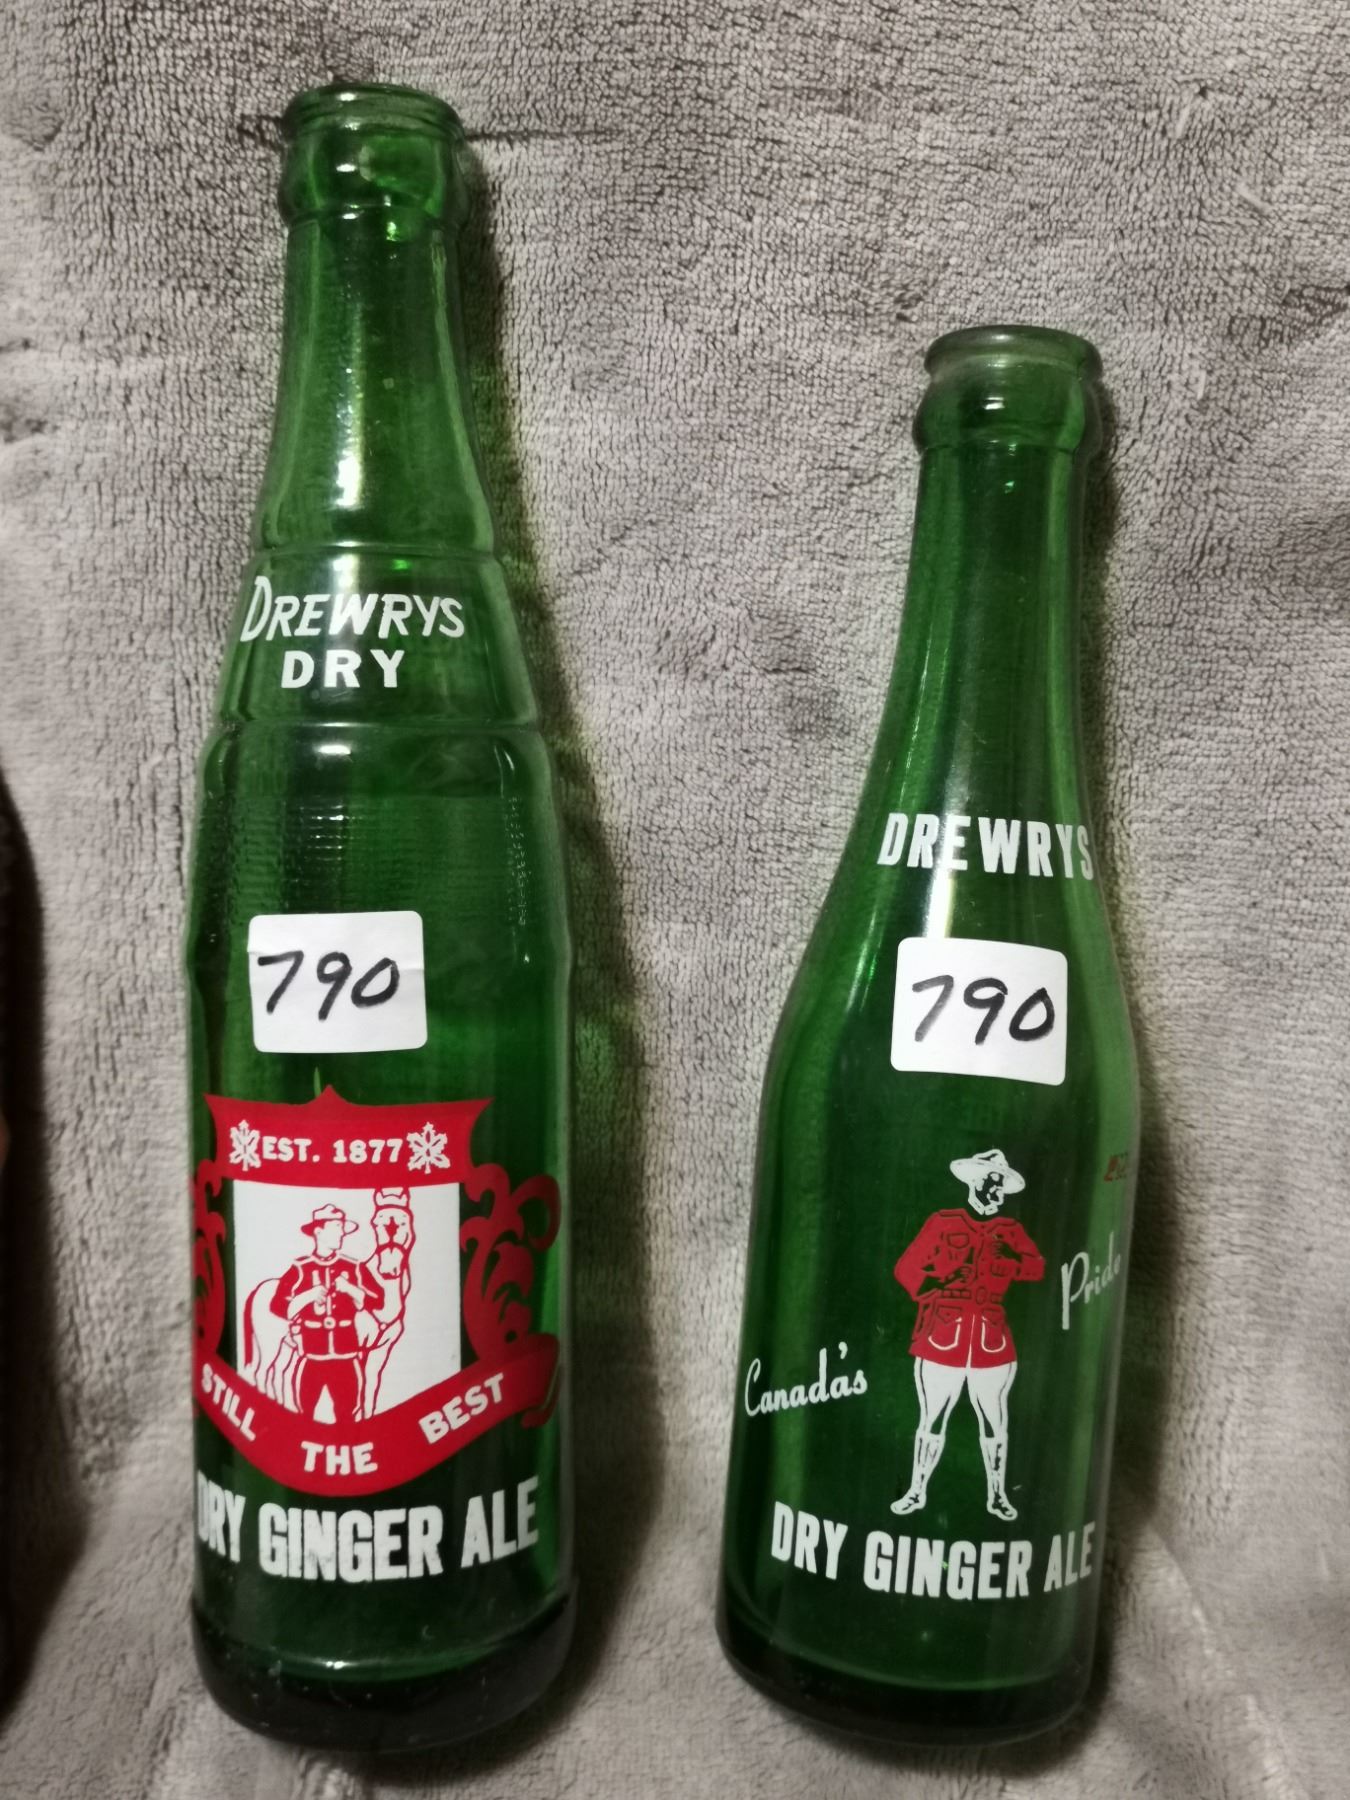 DREWRYS
DRY
790
EST. 1877
STILL THE BEST
DRY GINGER ALE
DREWRYS
790
Canada's
Pride
DRY GINGER ALE